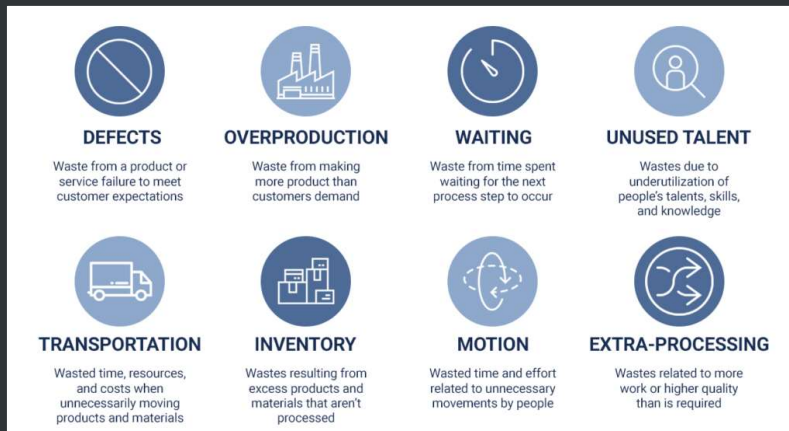 DEFECTS
Waste from a product or
service failure to meet
customer expectations
OVERPRODUCTION
Waste from making
more product than
customers demand
WAITING
Waste from time spent
waiting for the next
process step to occur
UNUSED TALENT
Wastes due to
underutilization of
people's talents, skills,
and knowledge
TRANSPORTATION
Wasted time, resources,
and costs when
unnecessarily moving
products and materials
INVENTORY
Wastes resulting from
excess products and
materials that aren't
processed
MOTION
Wasted time and effort
related to unnecessary
movements by people
EXTRA-PROCESSING
Wastes related to more
work or higher quality
than is required